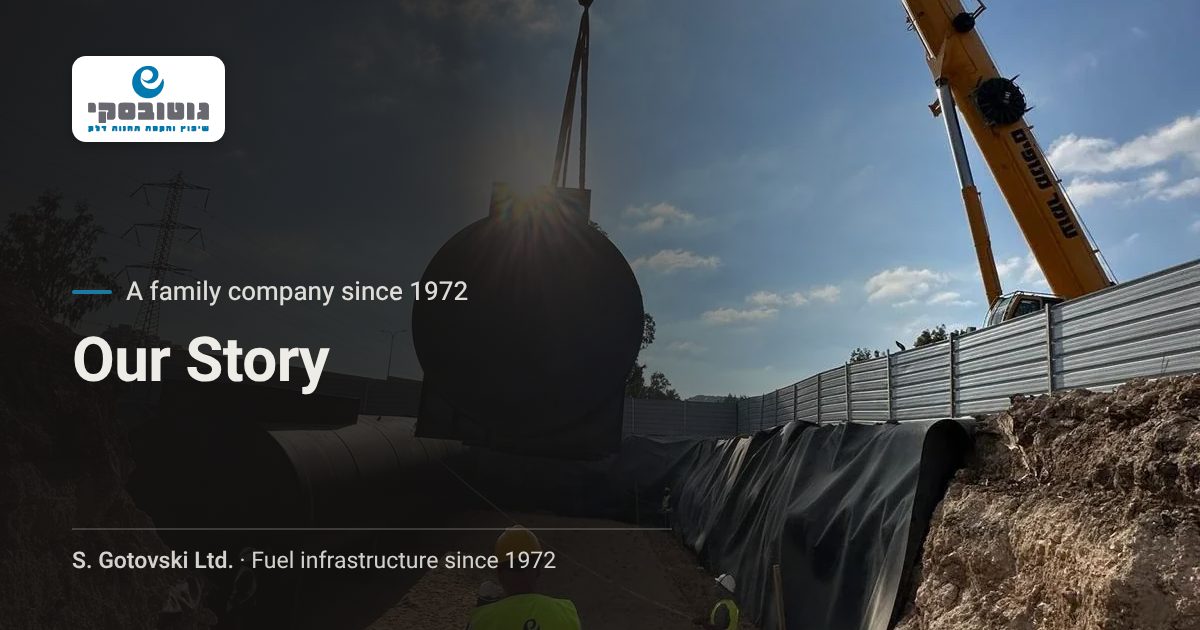 גוטובסקי
שיפוץ והקמת תחנות דלק
A family company since 1972
Our Story
S. Gotovski Ltd. · Fuel infrastructure since 1972